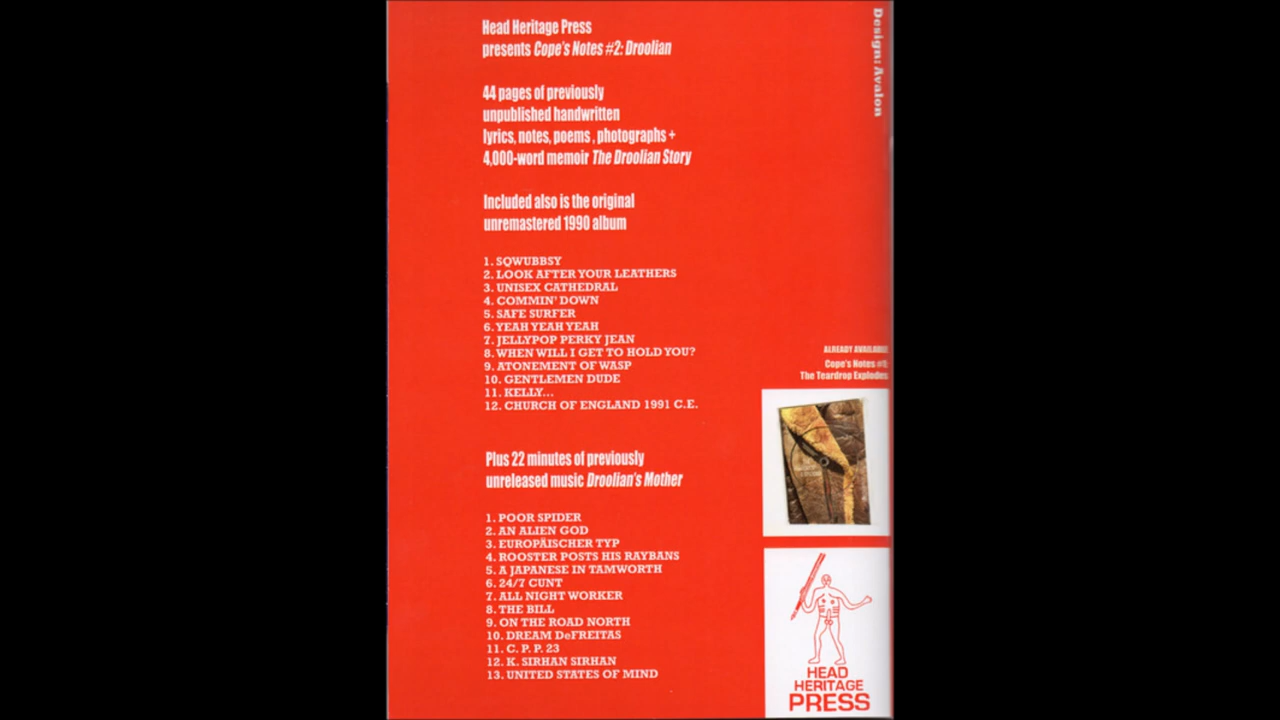 Head Heritage Press
presents Cope's Notes #2: Droolian
44 pages of previously
unpublished handwritten
lyrics, notes, poems , photographs +
4,000-word memoir The Droolian Story
Included also is the original
unremastered 1990 album
1. SQWUBBSY
2. LOOK AFTER YOUR LEATHERS
3. UNISEX CATHEDRAL
4. COMMIN' DOWN
5. SAFE SURFER
6. YEAH YEAH YEAH
7. JELLYPOP PERKY JEAN
8. WHEN WILL I GET TO HOLD YOU?
9. ATONEMENT OF WASP
10. GENTLEMEN DUDE
11. KELLY...
12. CHURCH OF ENGLAND 1991 C.E.
Plus 22 minutes of previously
unreleased music Droolian's Mother
1. POOR SPIDER
2. AN ALIEN GOD
3. EUROPÄISCHER TYP
4. ROOSTER POSTS HIS RAYBANS
5. A JAPANESE IN TAMWORTH
6. 24/7 CUNT
7. ALL NIGHT WORKER
8. THE BILL
9. ON THE ROAD NORTH
10. DREAM DeFREITAS
11. C. P. P. 23
12. K. SIRHAN SIRHAN
13. UNITED STATES OF MIND
Design: Avalon
ALREADY AVAILABLE
Cope's Notes #1:
The Teardrop Explodes
HEAD
HERITAGE
PRESS